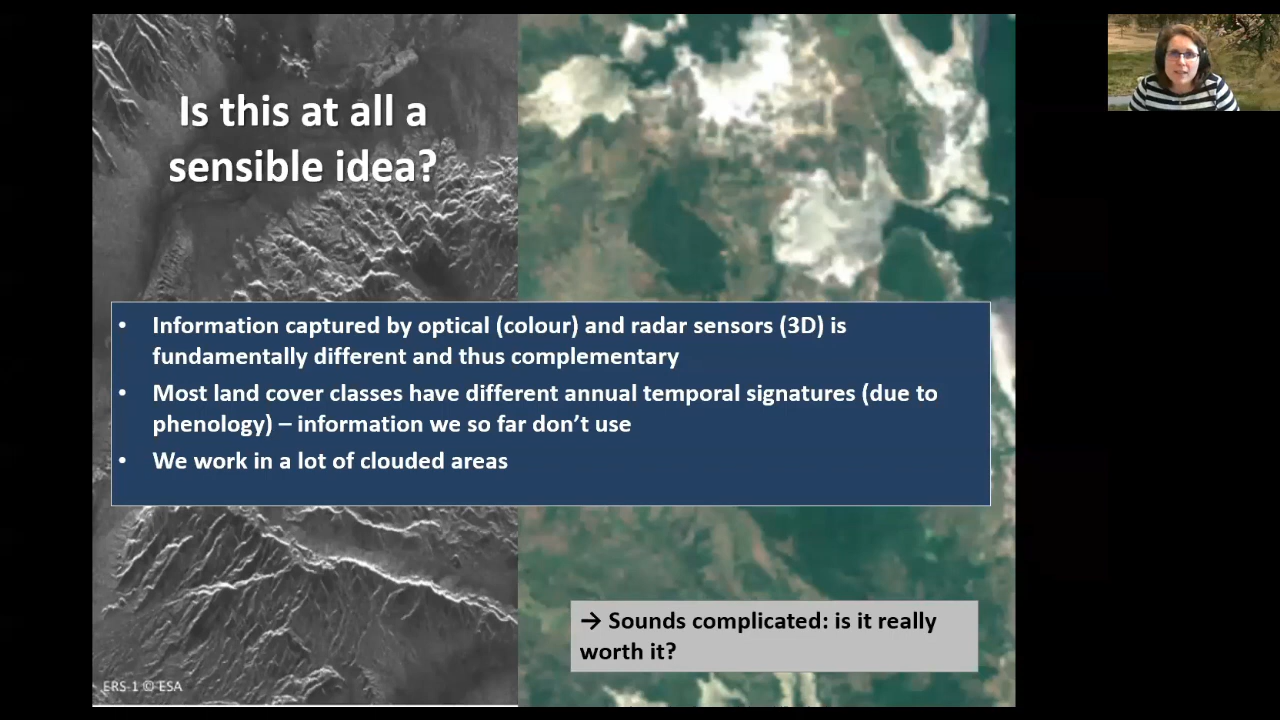 Is this at all a
sensible idea?
• Information captured by optical (colour) and radar sensors (3D) is
fundamentally different and thus complementary
• Most land cover classes have different annual temporal signatures (due to
phenology) – information we so far don't use
• We work in a lot of clouded areas
→ Sounds complicated: is it really
worth it?
ERS-1 © ESA